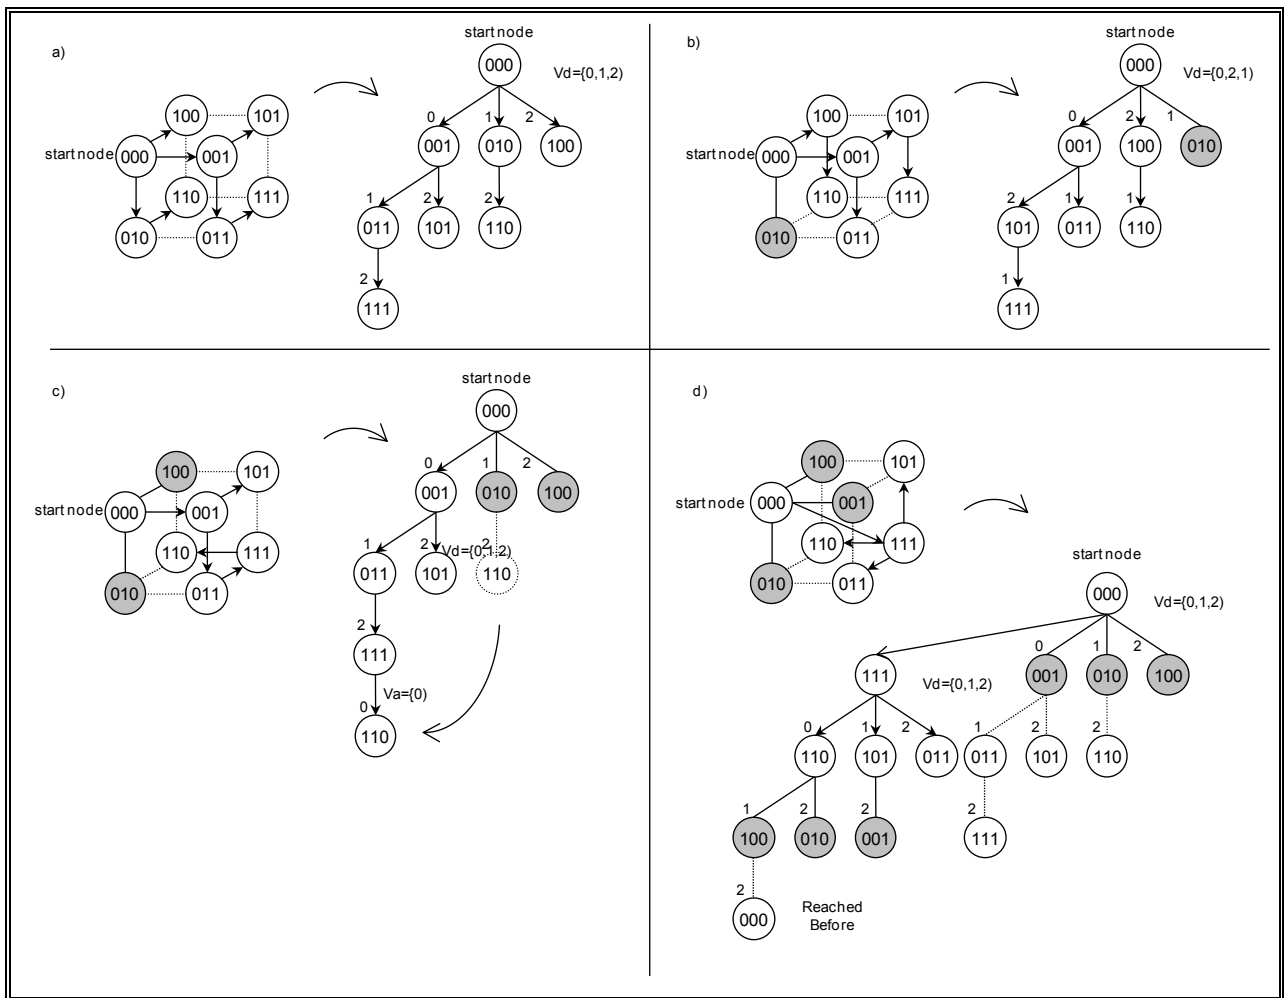 a)
start node
000
Vd={0,1,2)
0 1 2
001 010 100
1 2 2
011 101 110
2
111
100 101
start node 000 001
110 111
010 011
b)
start node
000
Vd={0,2,1)
0 2 1
001 100 010
2 1 1
101 011 110
1
111
100 101
start node 000 001
110 111
010 011
c)
start node
000
0 1 2
001 010 100
1 2 Vd={0,1,2) 2
011 101 110
2
111
Va={0)
0
110
100 101
start node 000 001
110 111
010 011
d)
100 101
start node 000 001
110 111
010 011
start node
000
Vd={0,1,2)
0 1 2
111 001 010 100
Vd={0,1,2)
0 1 2 1 2 2
110 101 011 011 101 110
1 2 2 2
100 010 001 111
2
000
Reached
Before